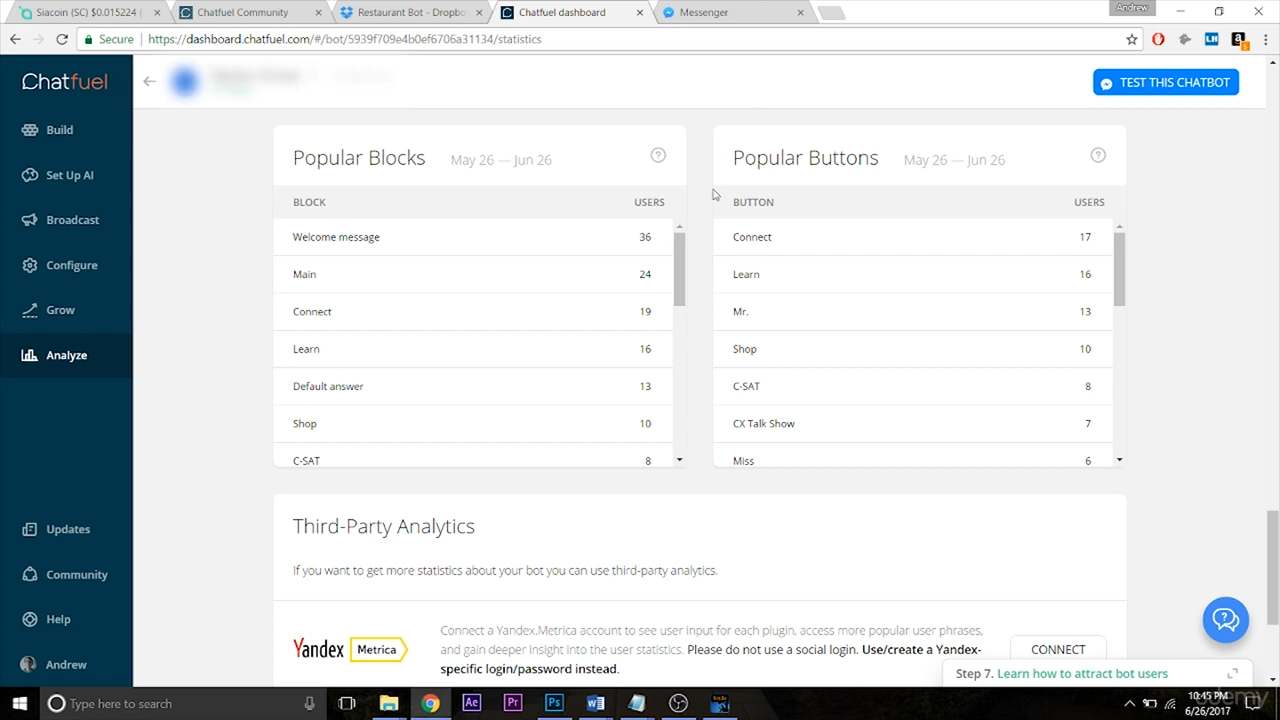 Siacoin (SC) $0.015224 (
Chatfuel Community
Restaurant Bot - Dropbo
Chatfuel dashboard
Messenger
Andrew
Secure
https://dashboard.chatfuel.com/#/bot/5939f709e4b0ef6706a31134/statistics
Chatfuel
TEST THIS CHATBOT
Build
Set Up AI
Broadcast
Configure
Grow
Analyze
Updates
Community
Help
Andrew
Popular Blocks May 26 — Jun 26
BLOCK USERS
Welcome message 36
Main 24
Connect 19
Learn 16
Default answer 13
Shop 10
C-SAT 8
Popular Buttons May 26 — Jun 26
BUTTON USERS
Connect 17
Learn 16
Mr. 13
Shop 10
C-SAT 8
CX Talk Show 7
Miss 6
Third-Party Analytics
If you want to get more statistics about your bot you can use third-party analytics.
Yandex Metrica
Connect a Yandex.Metrica account to see user input for each plugin, access more popular user phrases,
and gain deeper insight into the user statistics. Please do not use a social login. Use/create a Yandex-
specific login/password instead.
CONNECT
Step 7. Learn how to attract bot users
Type here to search
10:45 PM
6/26/2017
udemy